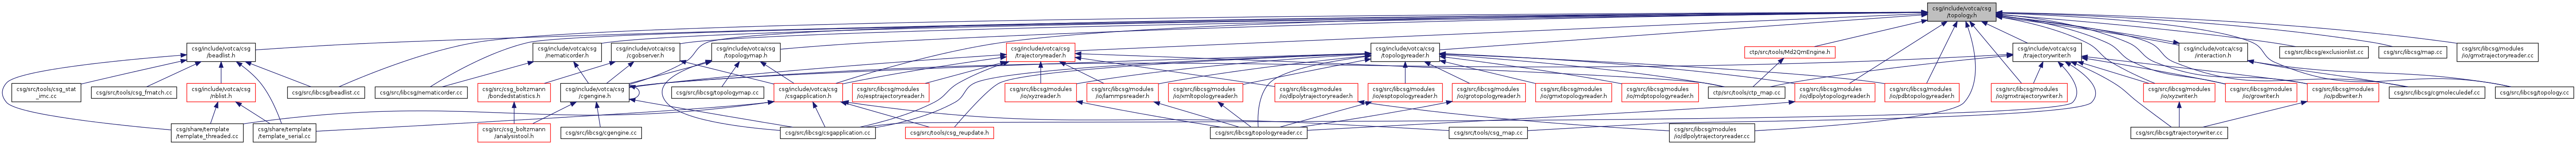 csg/include/votca/csg
/topology.h
csg/include/votca/csg
/beadlist.h
csg/include/votca/csg
/nematicorder.h
csg/include/votca/csg
/cgobserver.h
csg/include/votca/csg
/topologymap.h
csg/include/votca/csg
/trajectoryreader.h
csg/include/votca/csg
/topologyreader.h
ctp/src/tools/Md2QmEngine.h
csg/include/votca/csg
/trajectorywriter.h
csg/include/votca/csg
/interaction.h
csg/src/libcsg/exclusionlist.cc
csg/src/libcsg/map.cc
csg/src/libcsg/modules
/io/gmxtrajectoryreader.cc
csg/src/tools/csg_stat
_imc.cc
csg/src/tools/csg_fmatch.cc
csg/include/votca/csg
/nblist.h
csg/src/libcsg/beadlist.cc
csg/src/libcsg/nematicorder.cc
csg/src/csg_boltzmann
/bondedstatistics.h
csg/include/votca/csg
/cgengine.h
csg/src/libcsg/topologymap.cc
csg/include/votca/csg
/csgapplication.h
csg/src/libcsg/modules
/io/esptrajectoryreader.h
csg/src/libcsg/modules
/io/xyzreader.h
csg/src/libcsg/modules
/io/lammpsreader.h
csg/src/libcsg/modules
/io/xmltopologyreader.h
csg/src/libcsg/modules
/io/dlpolytrajectoryreader.h
csg/src/libcsg/modules
/io/esptopologyreader.h
csg/src/libcsg/modules
/io/grotopologyreader.h
csg/src/libcsg/modules
/io/gmxtopologyreader.h
csg/src/libcsg/modules
/io/mdptopologyreader.h
ctp/src/tools/ctp_map.cc
csg/src/libcsg/modules
/io/dlpolytopologyreader.h
csg/src/libcsg/modules
/io/pdbtopologyreader.h
csg/src/libcsg/modules
/io/gmxtrajectorywriter.h
csg/src/libcsg/modules
/io/xyzwriter.h
csg/src/libcsg/modules
/io/growriter.h
csg/src/libcsg/modules
/io/pdbwriter.h
csg/src/libcsg/cgmoleculedef.cc
csg/src/libcsg/topology.cc
csg/share/template
/template_threaded.cc
csg/share/template
/template_serial.cc
csg/src/csg_boltzmann
/analysistool.h
csg/src/libcsg/cgengine.cc
csg/src/libcsg/csgapplication.cc
csg/src/tools/csg_reupdate.h
csg/src/libcsg/topologyreader.cc
csg/src/tools/csg_map.cc
csg/src/libcsg/modules
/io/dlpolytrajectoryreader.cc
csg/src/libcsg/trajectorywriter.cc